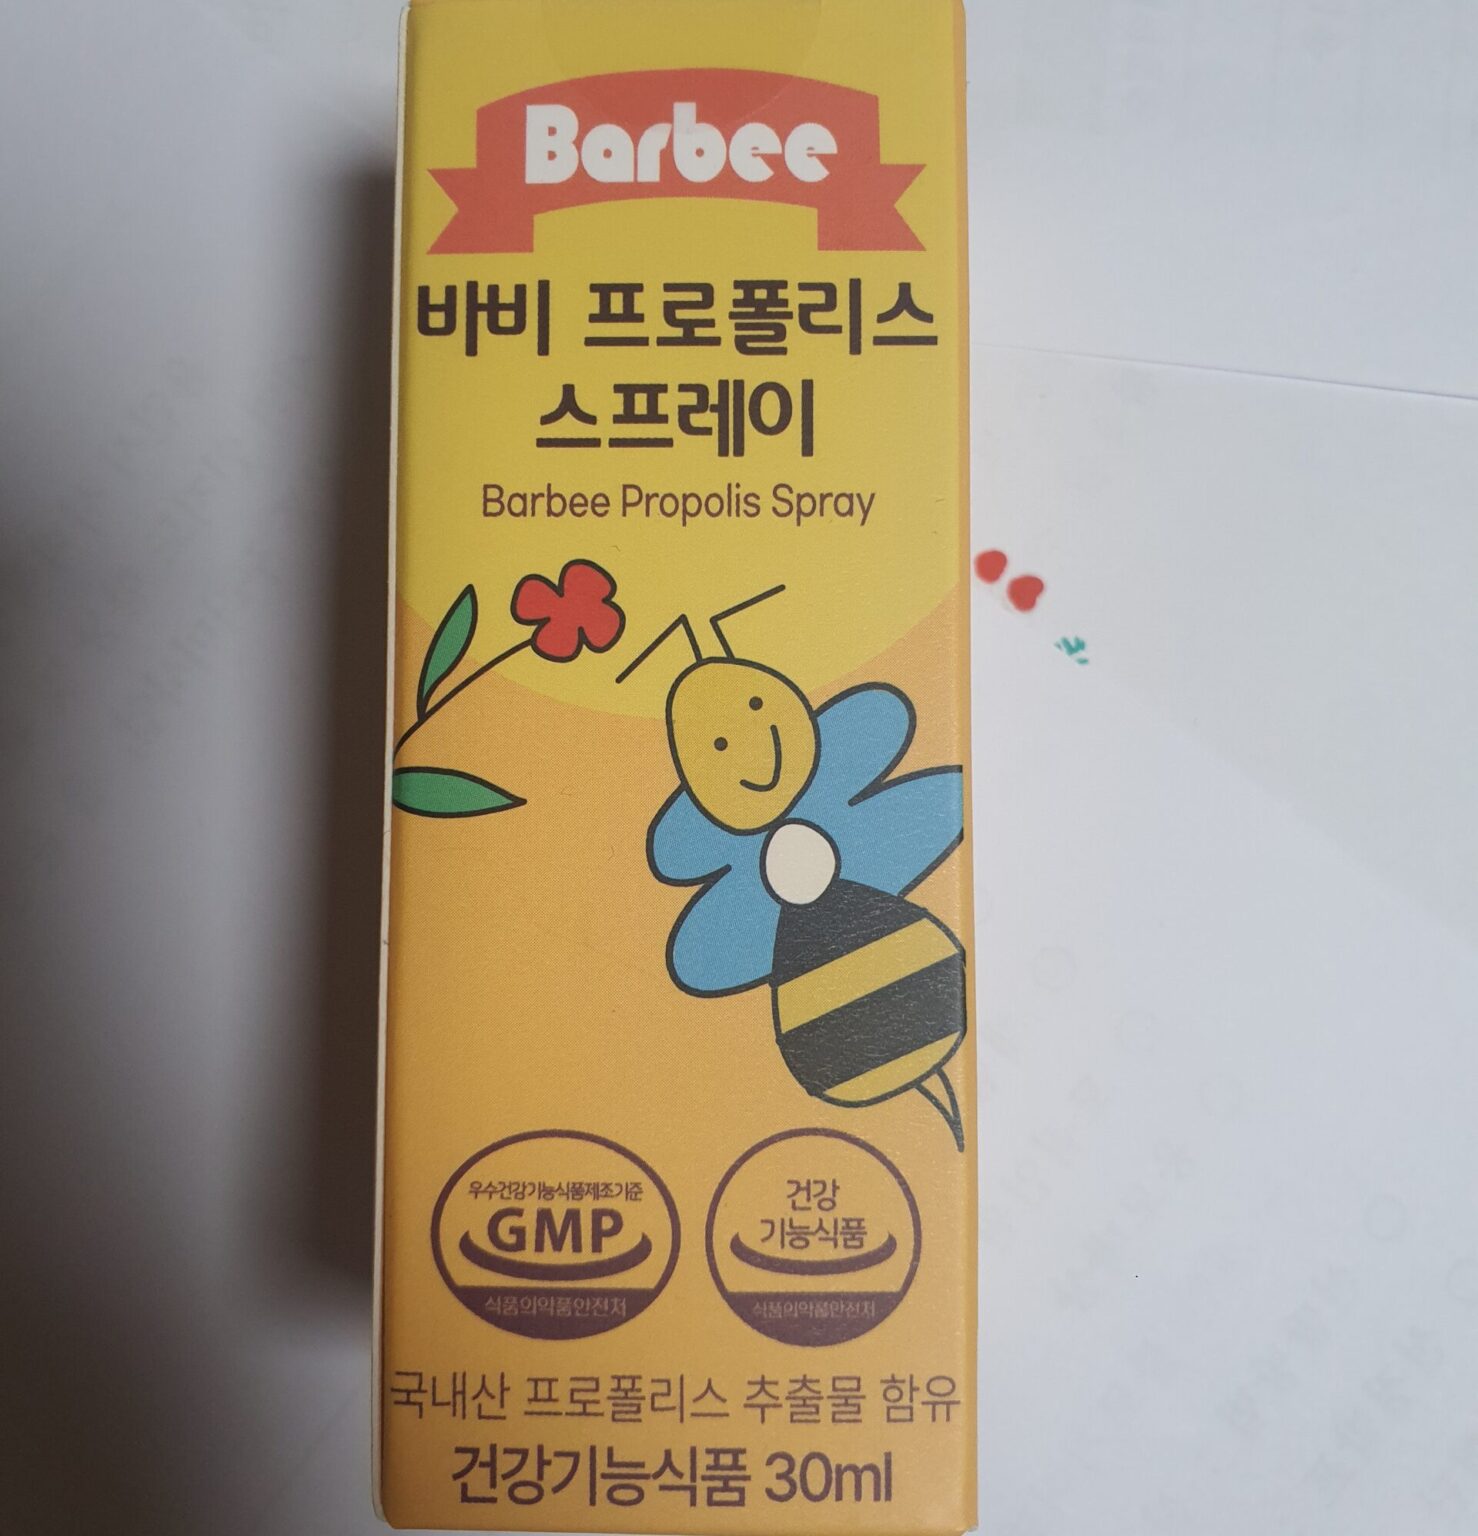 Barbee
바비 프로폴리스
스프레이
Barbee Propolis Spray
우수건강기능식품제조기준
GMP
식품의약품안전처
건강
기능식품
식품의약품안전처
국내산 프로폴리스 추출물 함유
건강기능식품 30ml